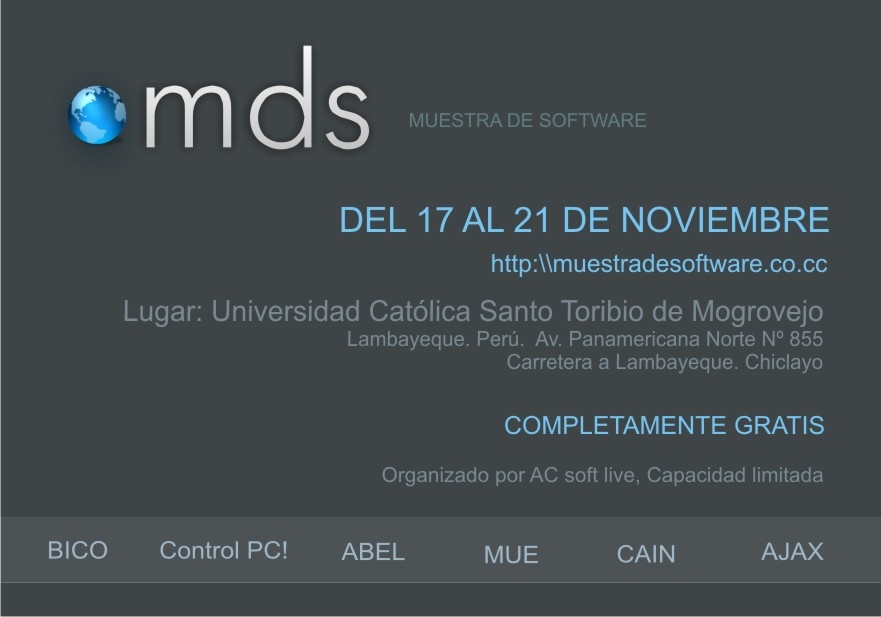 mds
MUESTRA DE SOFTWARE
DEL 17 AL 21 DE NOVIEMBRE
http:\\muestradesoftware.co.cc
Lugar: Universidad Católica Santo Toribio de Mogrovejo
Lambayeque. Perú. Av. Panamericana Norte Nº 855
Carretera a Lambayeque. Chiclayo
COMPLETAMENTE GRATIS
Organizado por AC soft live, Capacidad limitada
BICO Control PC! ABEL MUE CAIN AJAX